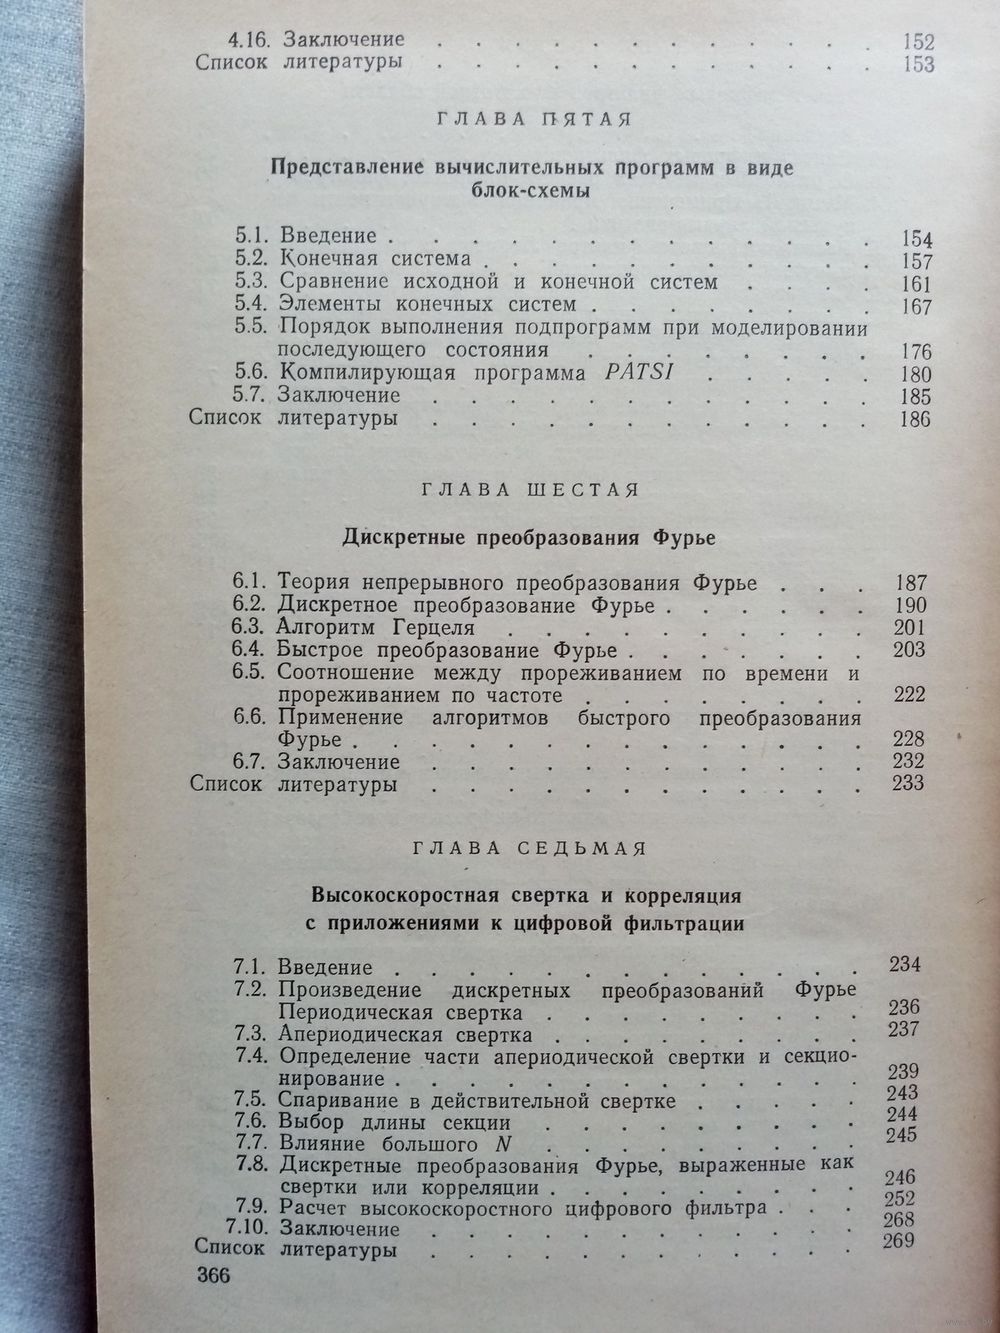 4.16. Заключение . . . . . . . . . . . . 152
Список литературы . . . . . . . . . . . . 153
ГЛАВА ПЯТАЯ
Представление вычислительных программ в виде
блок-схемы
5.1. Введение . . . . . . . . . . . . . 154
5.2. Конечная система . . . . . . . . . . . 157
5.3. Сравнение исходной и конечной систем . . . . 161
5.4. Элементы конечных систем . . . . . . . . 167
5.5. Порядок выполнения подпрограмм при моделировании
последующего состояния . . . . . . . . 176
5.6. Компилирующая программа PATSI . . . . . 180
5.7. Заключение . . . . . . . . . . . . 185
Список литературы . . . . . . . . . . . . 186
ГЛАВА ШЕСТАЯ
Дискретные преобразования Фурье
6.1. Теория непрерывного преобразования Фурье . . . 187
6.2. Дискретное преобразование Фурье . . . . . . 190
6.3. Алгоритм Герцеля . . . . . . . . . . 201
6.4. Быстрое преобразование Фурье . . . . . . . 203
6.5. Соотношение между прореживанием по времени и
прореживанием по частоте . . . . . . . . 222
6.6. Применение алгоритмов быстрого преобразования
Фурье . . . . . . . . . . . . . . 228
6.7. Заключение . . . . . . . . . . . . 232
Список литературы . . . . . . . . . . . . 233
ГЛАВА СЕДЬМАЯ
Высокоскоростная свертка и корреляция
с приложениями к цифровой фильтрации
7.1. Введение . . . . . . . . . . . . . 234
7.2. Произведение дискретных преобразований Фурье
Периодическая свертка . . . . . . . . . 236
7.3. Апериодическая свертка . . . . . . . . . 237
7.4. Определение части апериодической свертки и секцио-
нирование . . . . . . . . . . . . . 239
7.5. Спаривание в действительной свертке . . . . . 243
7.6. Выбор длины секции . . . . . . . . . 244
7.7. Влияние большого N . . . . . . . . . 245
7.8. Дискретные преобразования Фурье, выраженные как
свертки или корреляции . . . . . . . . . 246
7.9. Расчет высокоскоростного цифрового фильтра . . . 252
7.10. Заключение . . . . . . . . . . . . 268
Список литературы . . . . . . . . . . . . 269
366